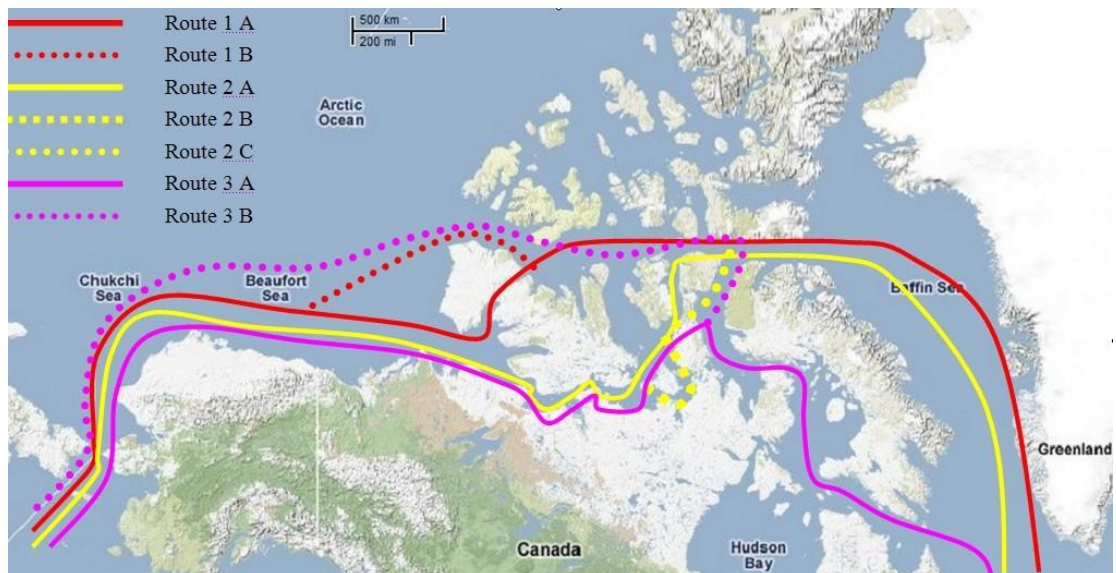 Route 1 A
Route 1 B
Route 2 A
Route 2 B
Route 2 C
Route 3 A
Route 3 B
500 km
200 mi
Arctic
Ocean
Chukchi
Sea
Beaufort
Sea
Baffin Sea
Greenland
Canada
Hudson
Bay